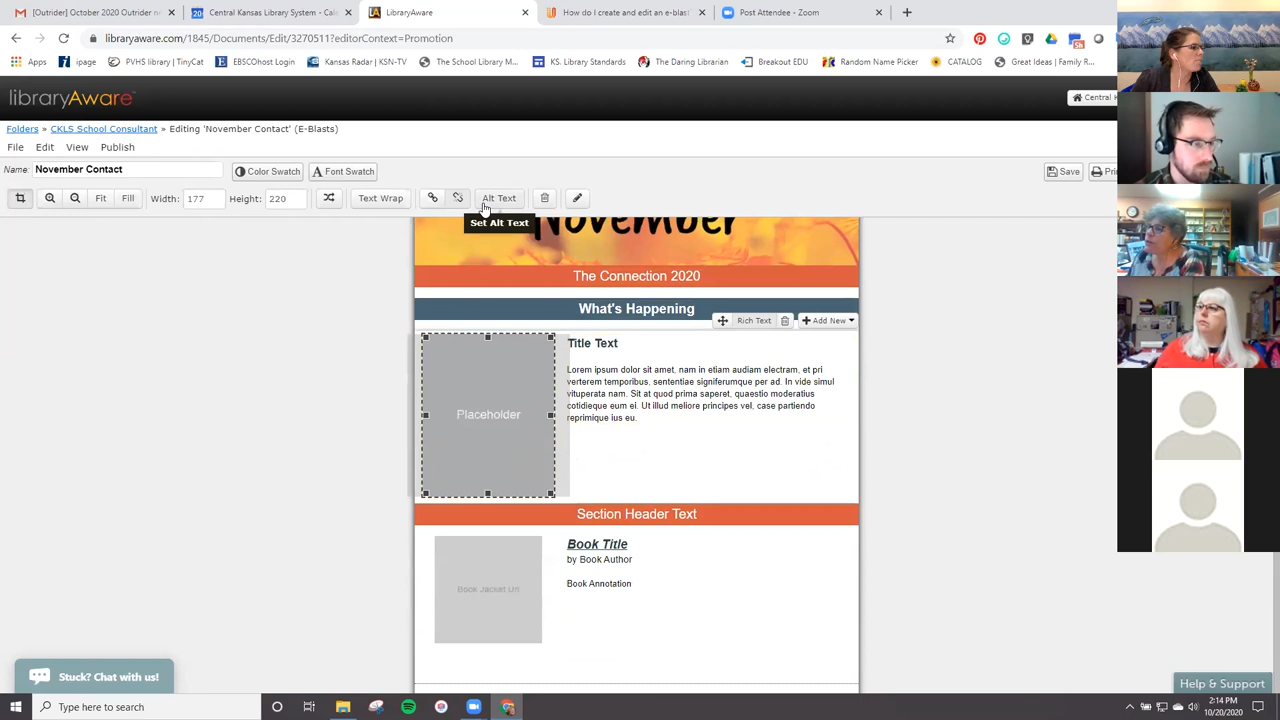 [Outrider] October 2020 Outrider n
20 Central Kansas Library System - Cale
LibraryAware
How do I create and edit an e-blast
Post Attendee - Zoom
libraryaware.com/1845/Documents/Edit/3270511?editorContext=Promotion
Apps ipage PVHS library | TinyCat EBSCOhost Login Kansas Radar | KSN-TV The School Library M... KS. Library Standards The Daring Librarian Breakout EDU Random Name Picker CATALOG Great Ideas | Family R...
libraryAware™
Central
Folders » CKLS School Consultant » Editing 'November Contact' (E-Blasts)
File Edit View Publish
Name: November Contact Color Swatch Font Swatch Save Prin
Fit Fill Width: 177 Height: 220 Text Wrap Alt Text
Set Alt Text
November
The Connection 2020
What's Happening
Rich Text Add New
Placeholder
Title Text
Lorem ipsum dolor sit amet, nam in etiam audiam electram, et pri
verterem temporibus, sententiae signiferumque per ad. In vide simul
vituperata nam. Sit at quod prima saperet, quaestio moderatius
cotidieque eum ei. Ut illud meliore principes vel, case partiendo
reprimique ius eu.
Section Header Text
Book Jacket Url
Book Title
by Book Author
Book Annotation
Stuck? Chat with us!
Help & Support
Type here to search
2:14 PM
10/20/2020